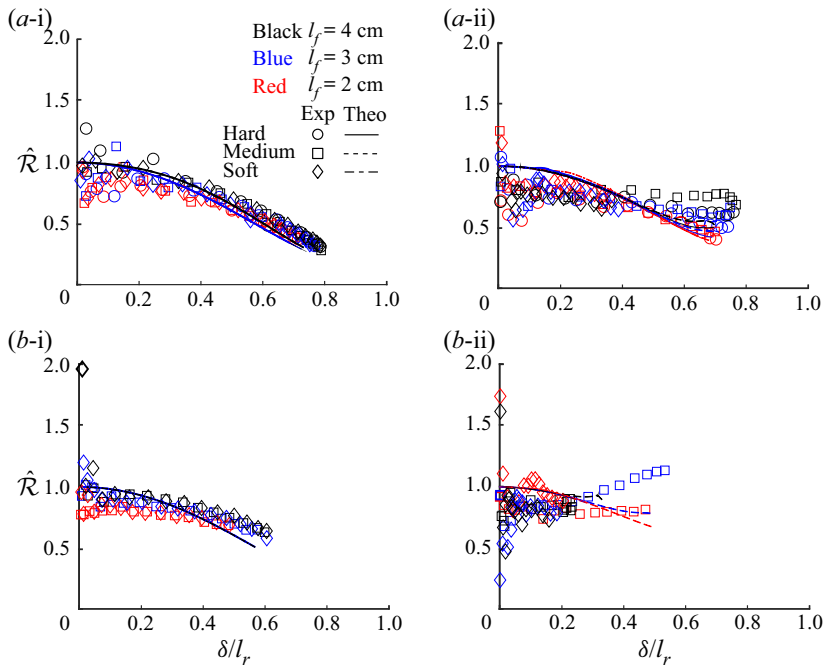 (a-i)
(a-ii)
Black l_f = 4 cm
Blue l_f = 3 cm
Red l_f = 2 cm
Exp Theo
Hard
Medium
Soft
R̂
2.0
1.5
1.0
0.5
0
0.2 0.4 0.6 0.8 1.0
2.0
1.5
1.0
0.5
0
0.2 0.4 0.6 0.8 1.0
(b-i)
(b-ii)
R̂
2.0
1.5
1.0
0.5
0
0.2 0.4 0.6 0.8 1.0
δ/l_r
2.0
1.5
1.0
0.5
0
0.2 0.4 0.6 0.8 1.0
δ/l_r